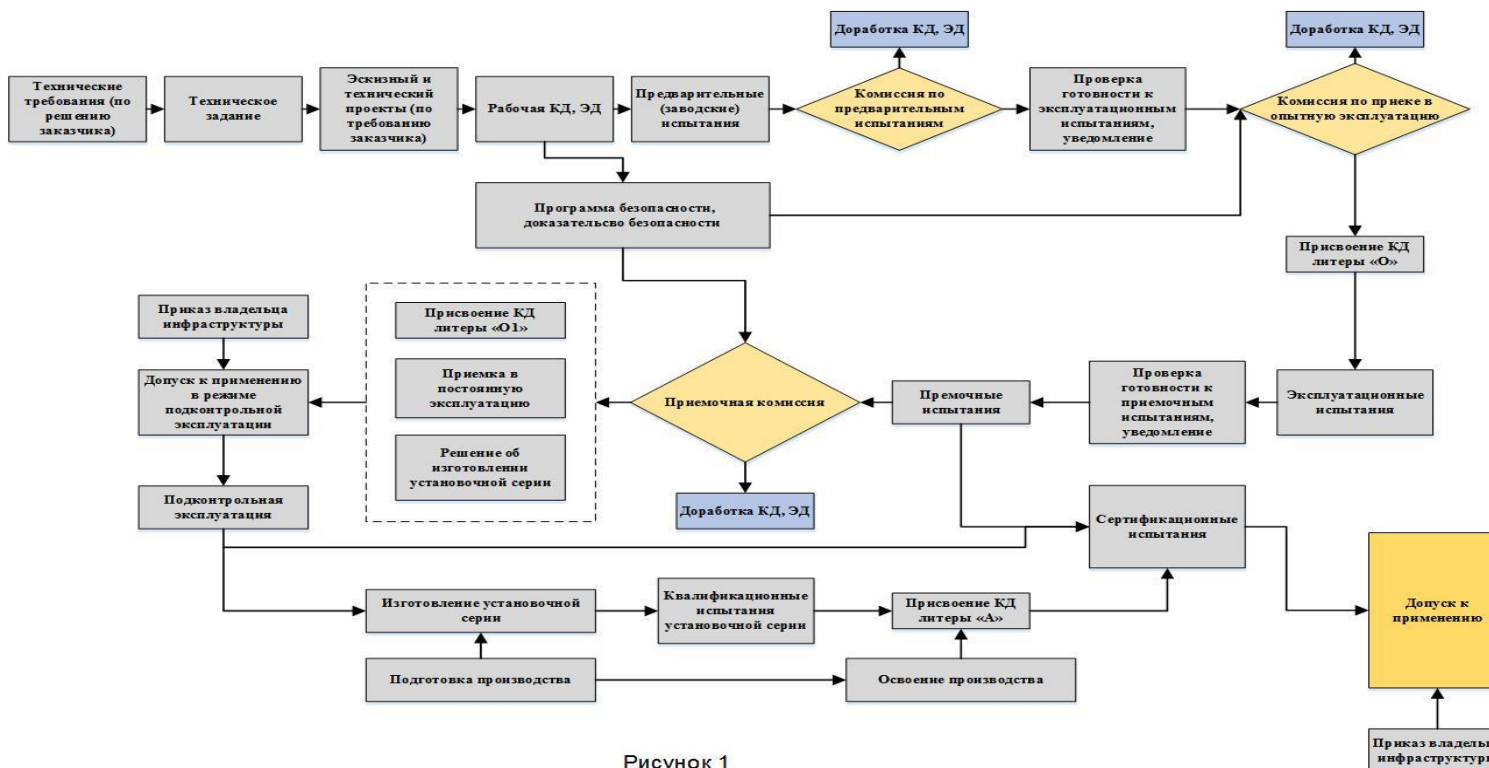 Доработка КД, ЭД
Доработка КД, ЭД
Технические
требования (по
решению
заказчика)
Техническое
задание
Эскизный и
технический
проекты (по
требованию
заказчика)
Рабочая КД, ЭД
Предварительные
(заводские)
испытания
Комиссия по
предварительным
испытаниям
Проверка
готовности к
эксплуатационным
испытаниям,
уведомление
Комиссия по приеке в
опытную эксплуатацию
Программа безопасности,
доказательсво безопасности
Присвоение КД
литеры «О»
Приказ владельца
инфраструктуры
Присвоение КД
литеры «О1»
Допуск к применению
в режиме
подконтрольной
эксплуатации
Приемка в
постоянную
эксплуатацию
Приемочная комиссия
Премочные
испытания
Проверка
готовности к
приемочным
испытаниям,
уведомление
Эксплуатационные
испытания
Решение об
изготовлении
установочной серии
Подконтрольная
эксплуатация
Доработка КД, ЭД
Сертификационные
испытания
Изготовление установочной
серии
Квалификационные
испытания
установочной серии
Присвоение КД
литеры «А»
Допуск к
применению
Подготовка производства
Освоение производства
Приказ владельц
инфраструктур
Рисунок 1